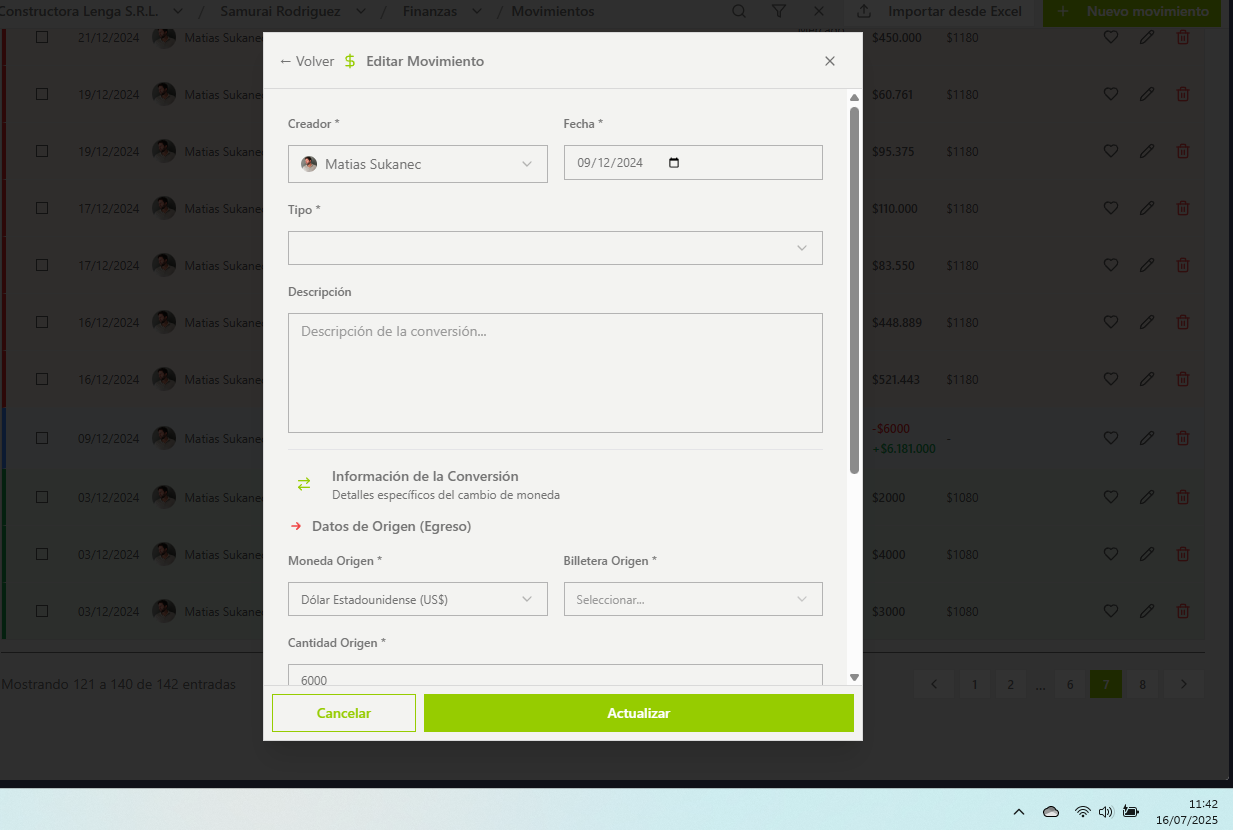 Constructora Lenga S.R.L. / Samurai Rodriguez / Finanzas / Movimientos Importar desde Excel + Nuevo movimiento
← Volver $ Editar Movimiento
Creador * Fecha *
Matias Sukanec 09/12/2024
Tipo *
Descripción
Descripción de la conversión...
Información de la Conversión
Detalles específicos del cambio de moneda
Datos de Origen (Egreso)
Moneda Origen * Billetera Origen *
Dólar Estadounidense (US$) Seleccionar...
Cantidad Origen *
6000
Cancelar Actualizar
21/12/2024 Matias Sukanec $450.000 $1180
19/12/2024 Matias Sukanec $60.761 $1180
19/12/2024 Matias Sukanec $95.375 $1180
17/12/2024 Matias Sukanec $110.000 $1180
17/12/2024 Matias Sukanec $83.550 $1180
16/12/2024 Matias Sukanec $448.889 $1180
16/12/2024 Matias Sukanec $521.443 $1180
09/12/2024 Matias Sukanec -$6000 -
+$6.181.000
03/12/2024 Matias Sukanec $2000 $1080
03/12/2024 Matias Sukanec $4000 $1080
03/12/2024 Matias Sukanec $3000 $1080
Mostrando 121 a 140 de 142 entradas 1 2 ... 6 7 8
11:42
16/07/2025